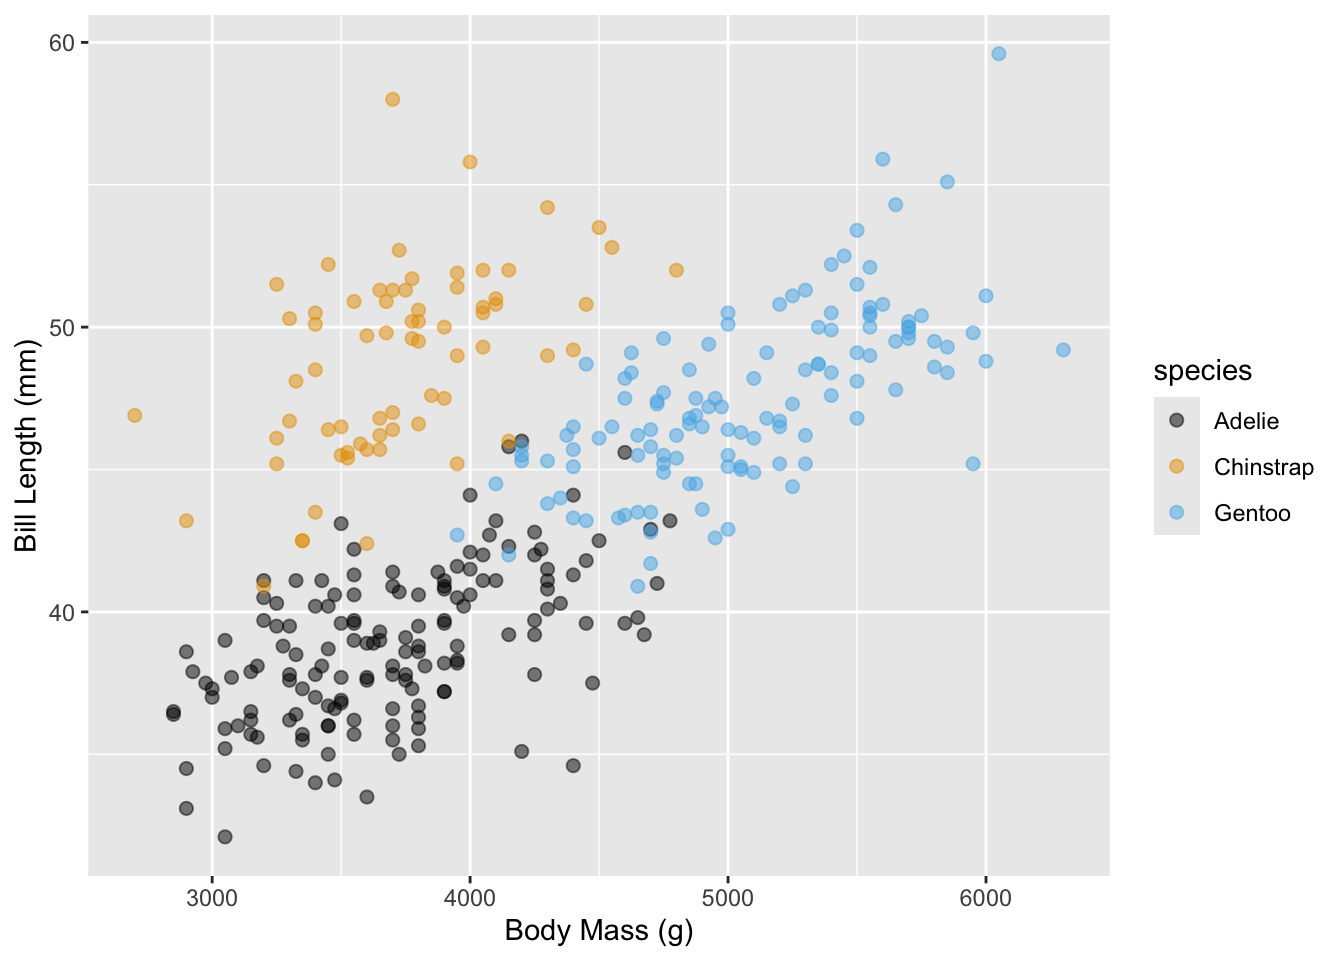 60
50
40
Bill Length (mm)
3000 4000 5000 6000
Body Mass (g)
species
Adelie
Chinstrap
Gentoo